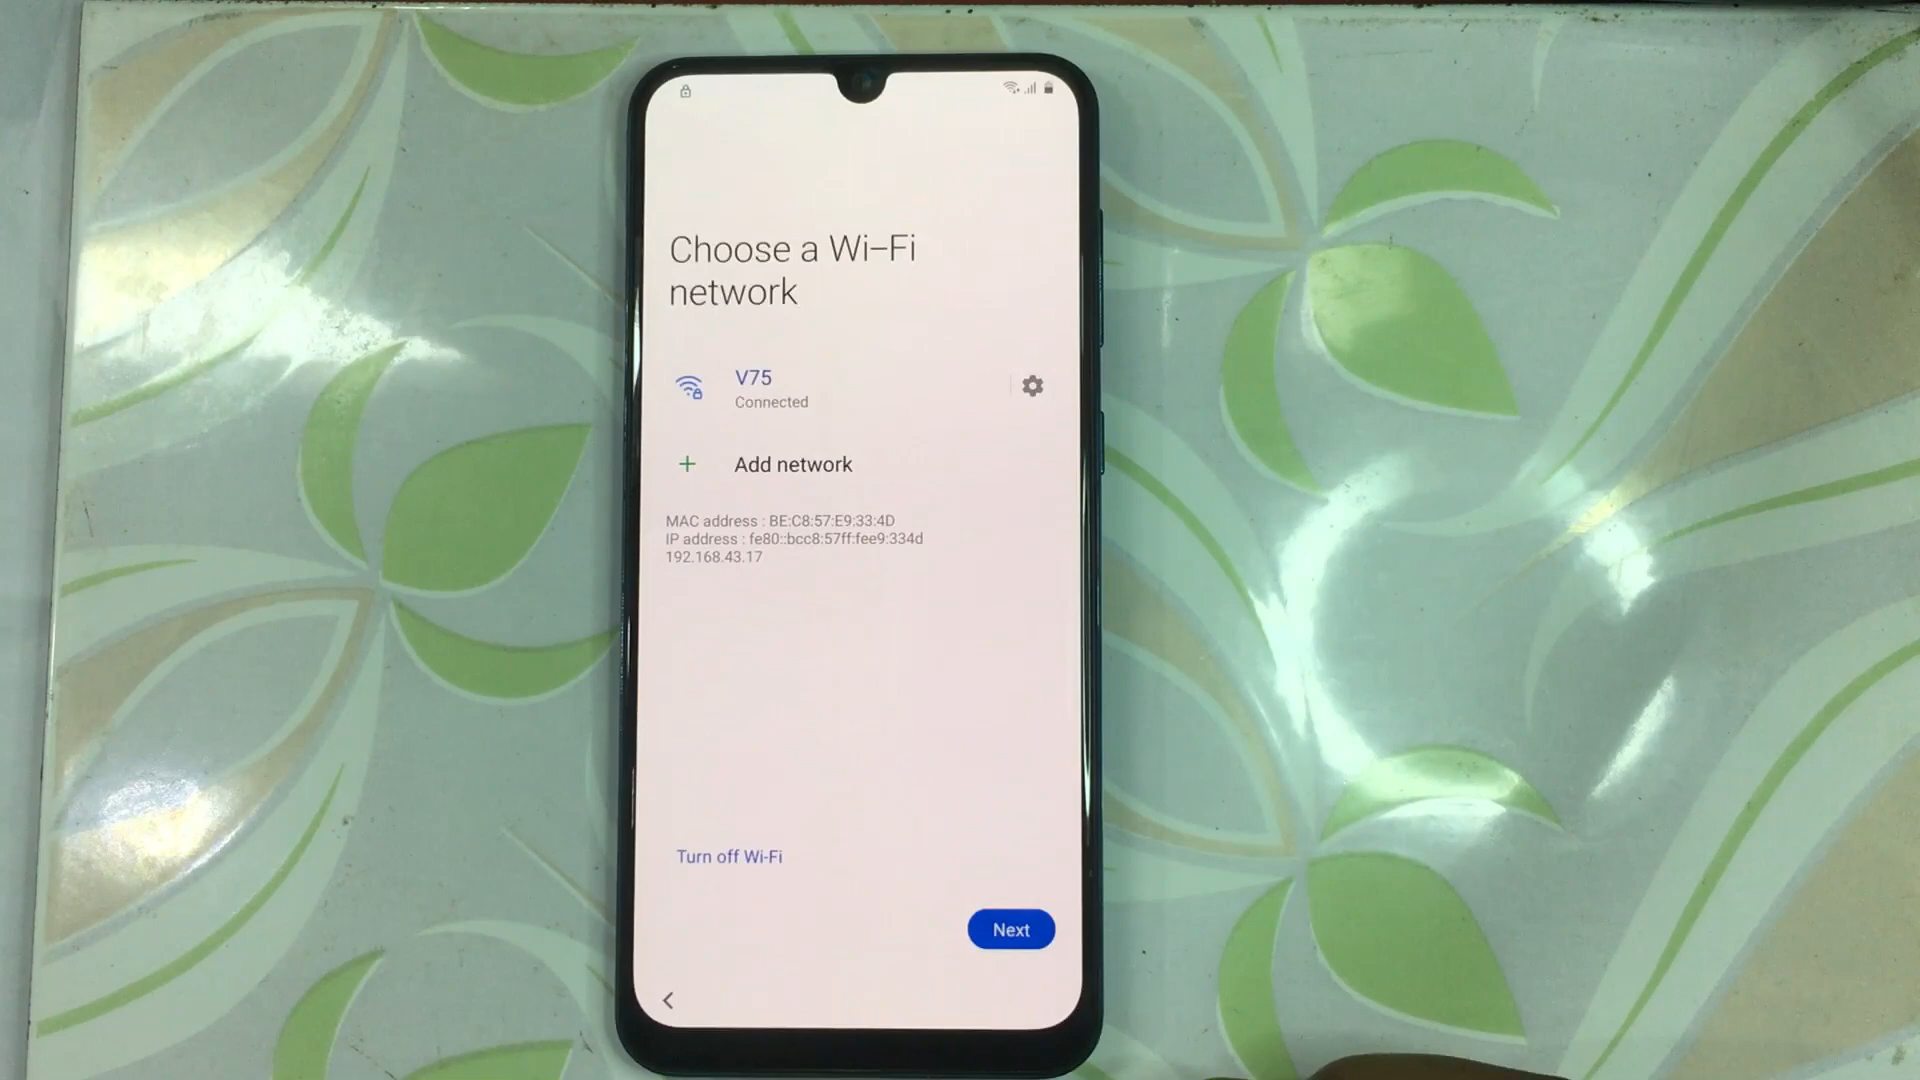 Choose a Wi-Fi
network
V75
Connected
Add network
MAC address : BE:C8:57:E9:33:4D
IP address : fe80::bcc8:57ff:fee9:334d
192.168.43.17
Turn off Wi-Fi
Next